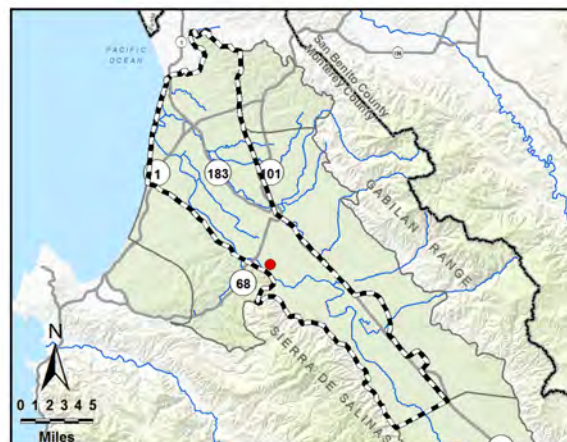 PACIFIC
OCEAN
1
San Benito County
Monterey County
183
101
1
GABILAN RANGE
68
SIERRA DE SALINAS
N
0 1 2 3 4 5
Miles